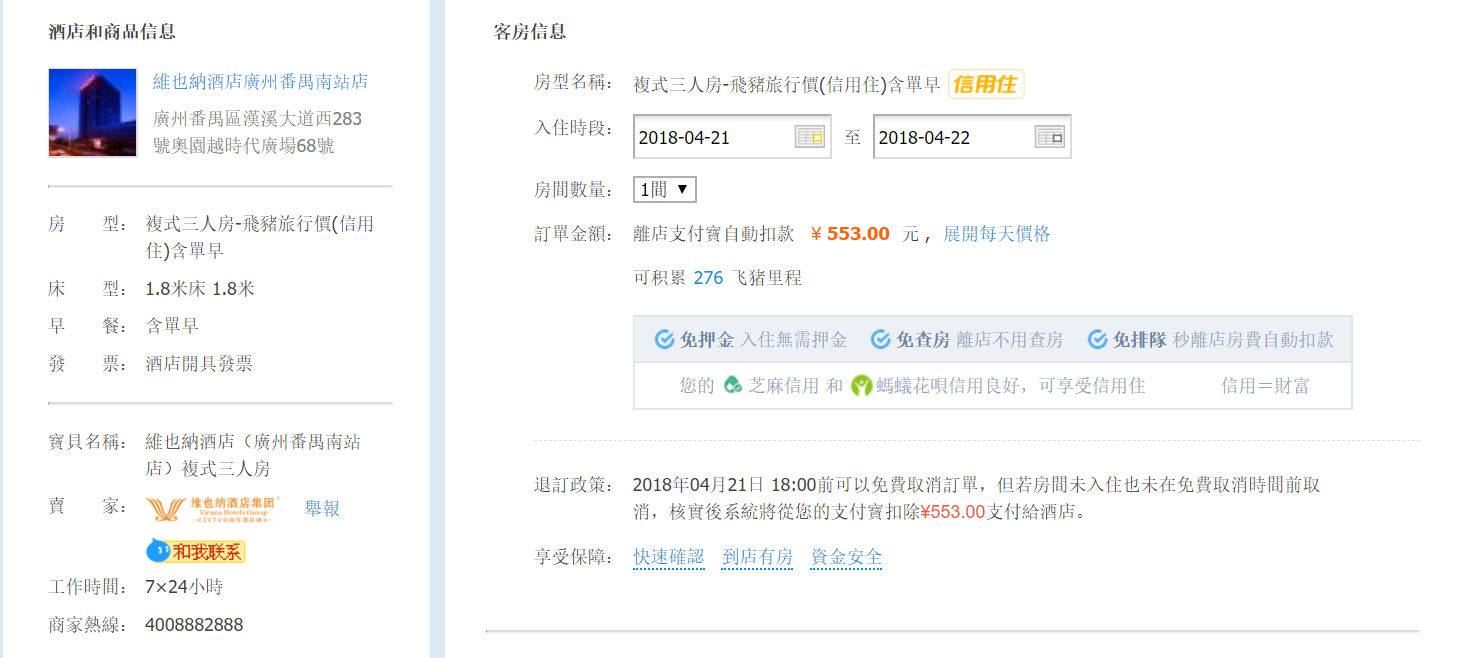 酒店和商品信息
維也納酒店廣州番禺南站店
廣州番禺區漢溪大道西283
號奧園越時代廣場68號
房　　型： 複式三人房-飛豬旅行價(信用
住)含單早
床　　型： 1.8米床 1.8米
早　　餐： 含單早
發　　票： 酒店開具發票
寶貝名稱： 維也納酒店（廣州番禺南站
店）複式三人房
賣　　家： 维也纳酒店集团 舉報
Vienna Hotels Group
和我联系
工作時間： 7×24小時
商家熱線： 4008882888
客房信息
房型名稱： 複式三人房-飛豬旅行價(信用住)含單早 信用住
入住時段： 2018-04-21 至 2018-04-22
房間數量： 1間
訂單金額： 離店支付寶自動扣款 ¥ 553.00 元， 展開每天價格
可积累 276 飞猪里程
免押金 入住無需押金 免查房 離店不用查房 免排隊 秒離店房費自動扣款
您的 芝麻信用 和 螞蟻花唄信用良好，可享受信用住 信用＝財富
退訂政策： 2018年04月21日 18:00前可以免費取消訂單，但若房間未入住也未在免費取消時間前取
消，核實後系統將從您的支付寶扣除¥553.00支付給酒店。
享受保障： 快速確認 到店有房 資金安全